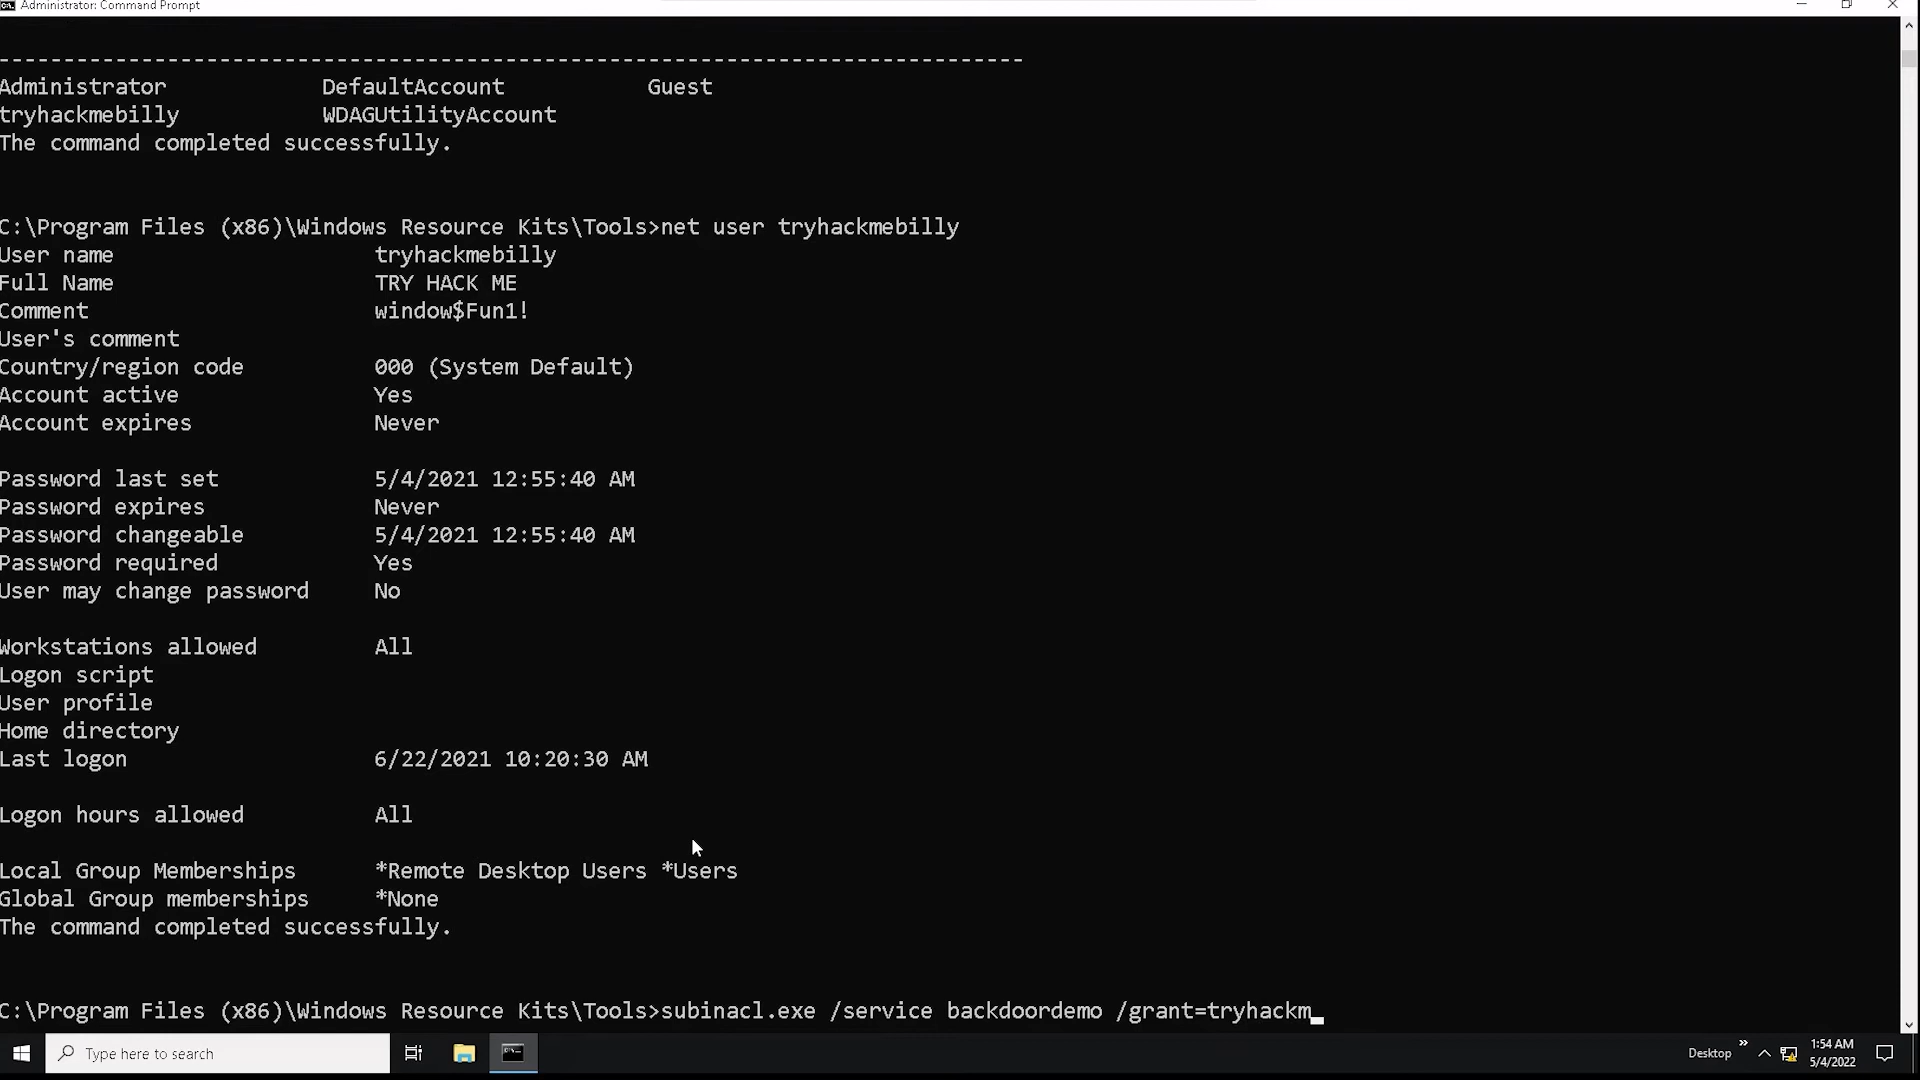 Administrator: Command Prompt
-------------------------------------------------------------------------------
Administrator DefaultAccount Guest
tryhackmebilly WDAGUtilityAccount
The command completed successfully.
C:\Program Files (x86)\Windows Resource Kits\Tools>net user tryhackmebilly
User name tryhackmebilly
Full Name TRY HACK ME
Comment window$Fun1!
User's comment
Country/region code 000 (System Default)
Account active Yes
Account expires Never
Password last set 5/4/2021 12:55:40 AM
Password expires Never
Password changeable 5/4/2021 12:55:40 AM
Password required Yes
User may change password No
Workstations allowed All
Logon script
User profile
Home directory
Last logon 6/22/2021 10:20:30 AM
Logon hours allowed All
Local Group Memberships *Remote Desktop Users *Users
Global Group memberships *None
The command completed successfully.
C:\Program Files (x86)\Windows Resource Kits\Tools>subinacl.exe /service backdoordemo /grant=tryhackm_
Type here to search
Desktop
1:54 AM
5/4/2022